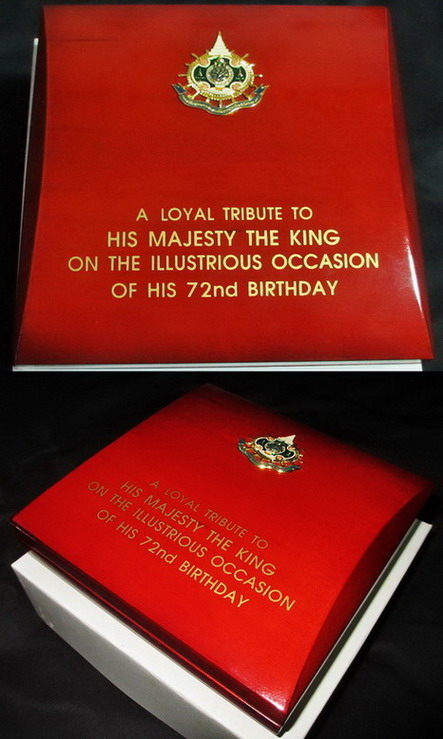 A LOYAL TRIBUTE TO
HIS MAJESTY THE KING
ON THE ILLUSTRIOUS OCCASION
OF HIS 72nd BIRTHDAY
A LOYAL TRIBUTE TO
HIS MAJESTY THE KING
ON THE ILLUSTRIOUS OCCASION
OF HIS 72nd BIRTHDAY